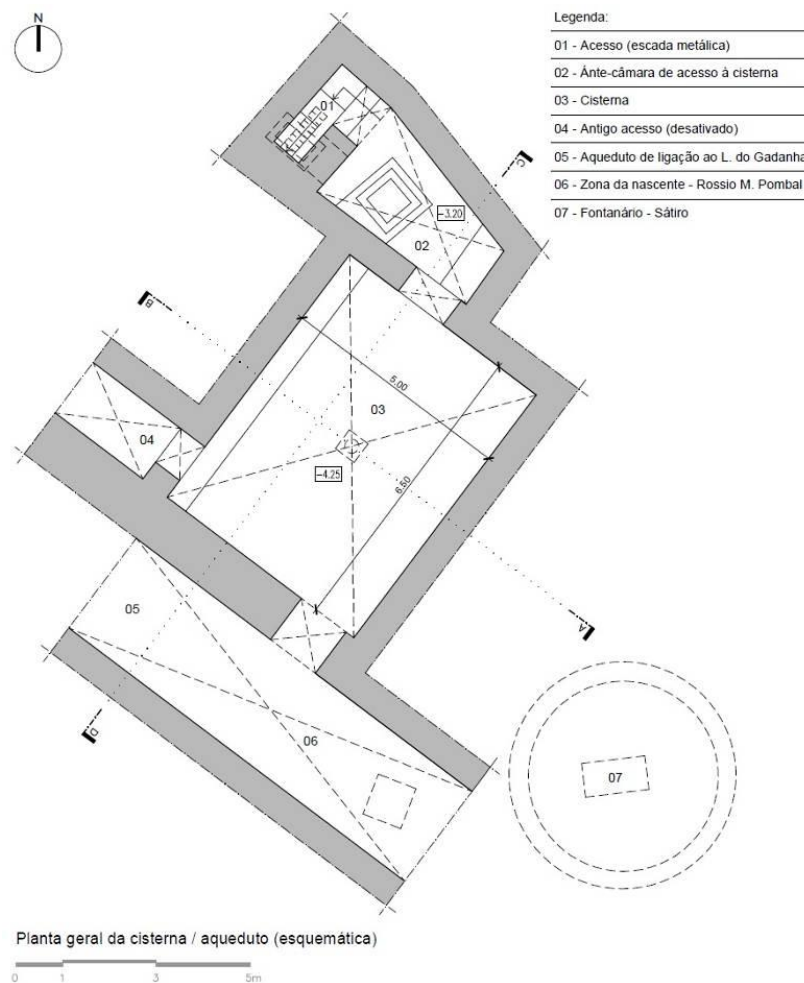 N
Legenda:
01 - Acesso (escada metálica)
02 - Ánte-câmara de acesso à cisterna
03 - Cisterna
04 - Antigo acesso (desativado)
05 - Aqueduto de ligação ao L. do Gadanha
06 - Zona da nascente - Rossio M. Pombal
07 - Fontanário - Sátiro
01
C
-3.20
02
B
5.00
03
04
-4.25
6.50
05
A
06
D
07
Planta geral da cisterna / aqueduto (esquemática)
0 1 3 5m